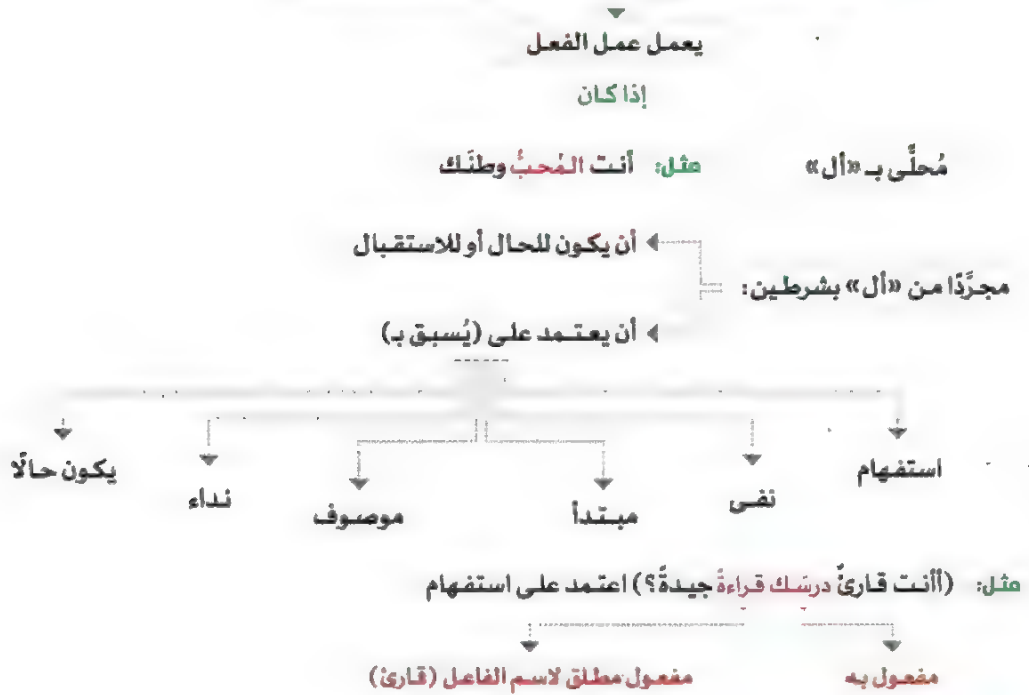 يعمل عمل الفعل
إذا كان
مُحلًّى بـ «أل» مثل: أنت المُحبُّ وطنَك
أن يكون للحال أو للاستقبال
مجرَّدًا من «أل» بشرطين:
أن يعتمد على (يُسبق بـ)
استفهام نفى مبتدأ موصوف نداء يكون حالًا
مثل: (أأنت قارئٌ درسَك قراءةً جيدةً؟) اعتمد على استفهام
مفعول به مفعول مطلق لاسم الفاعل (قارئ)